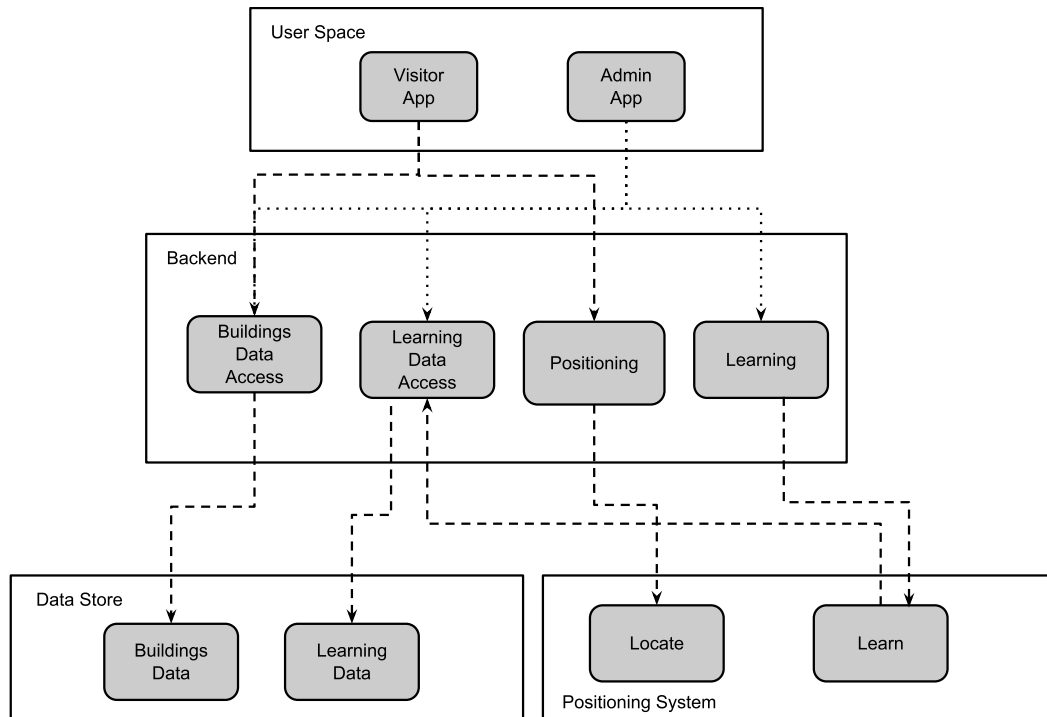 User Space
Visitor
App
Admin
App
Backend
Buildings
Data
Access
Learning
Data
Access
Positioning
Learning
Data Store
Buildings
Data
Learning
Data
Locate
Learn
Positioning System